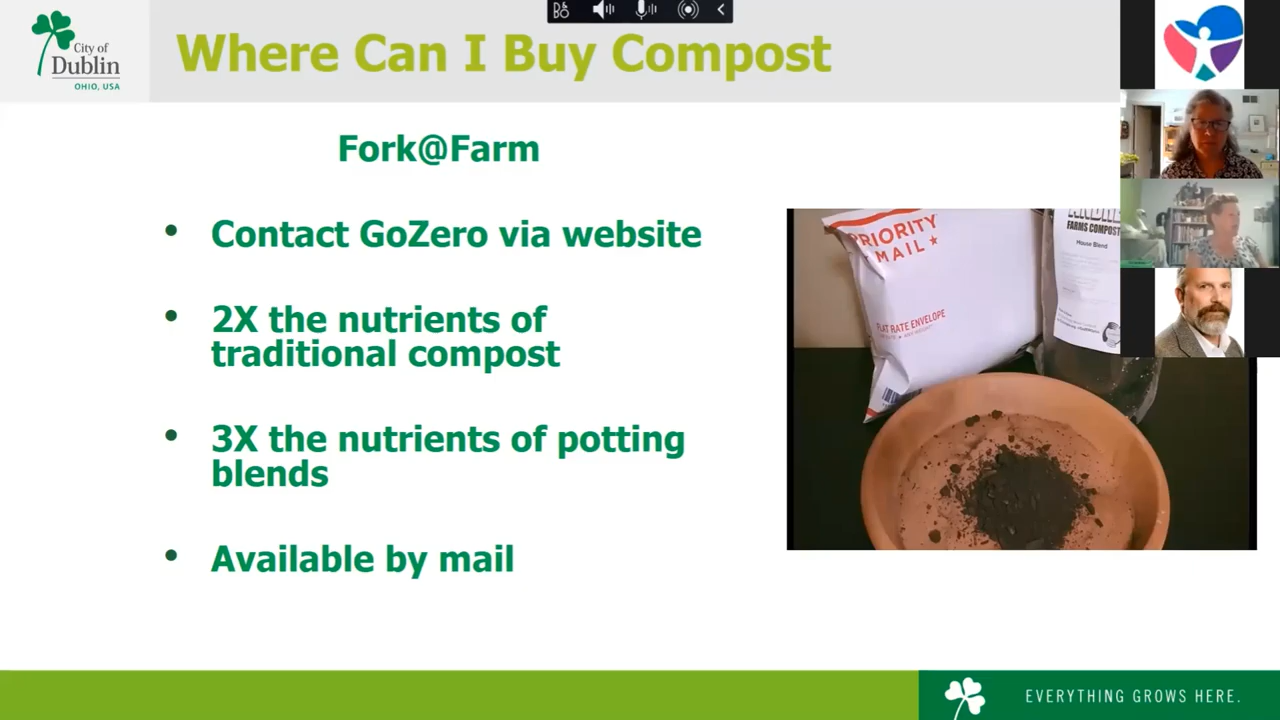 City of
Dublin
OHIO, USA
Where Can I Buy Compost
Fork@Farm
• Contact GoZero via website
• 2X the nutrients of
traditional compost
• 3X the nutrients of potting
blends
• Available by mail
PRIORITY
MAIL
FLAT RATE ENVELOPE
FARMS COMPOST
House Blend
EVERYTHING GROWS HERE.